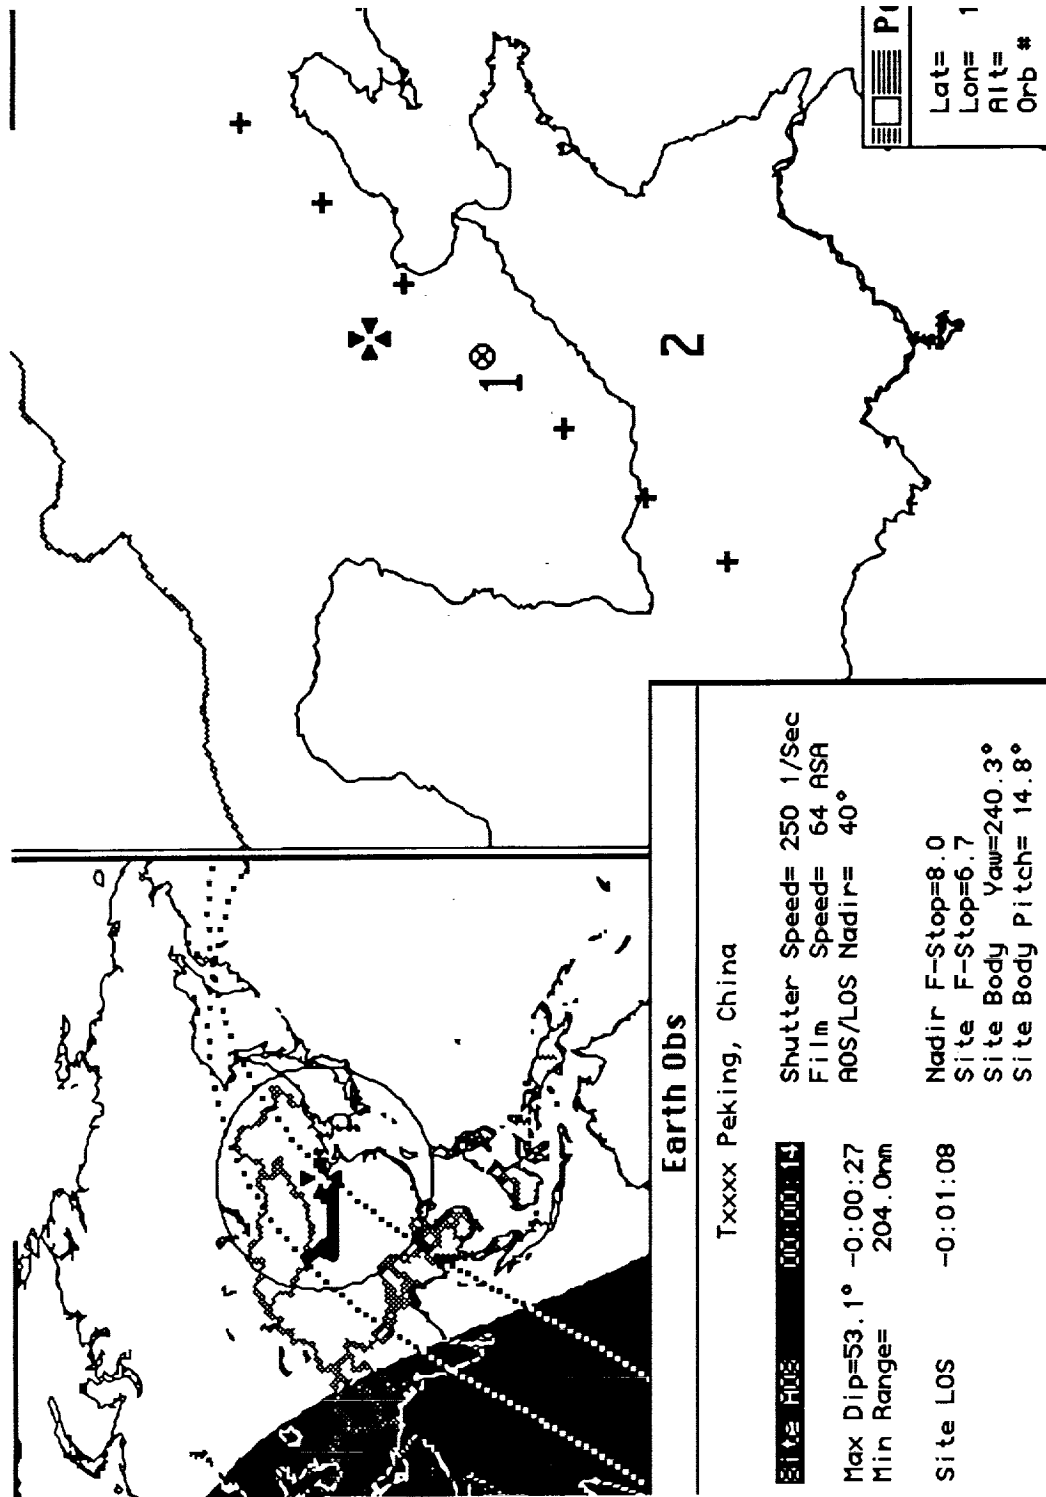 1
2
Pr
Lat=
Lon= 1
Alt=
Orb #
Earth Obs
Txxxx Peking, China
Site AOS 00:00:14
Shutter Speed= 250 1/Sec
Max Dip=53.1° -0:00:27
Film Speed= 64 ASA
Min Range= 204.0nm
AOS/LOS Nadir= 40°
Site LOS -0:01:08
Nadir F-Stop=8.0
Site F-Stop=6.7
Site Body Yaw=240.3°
Site Body Pitch= 14.8°